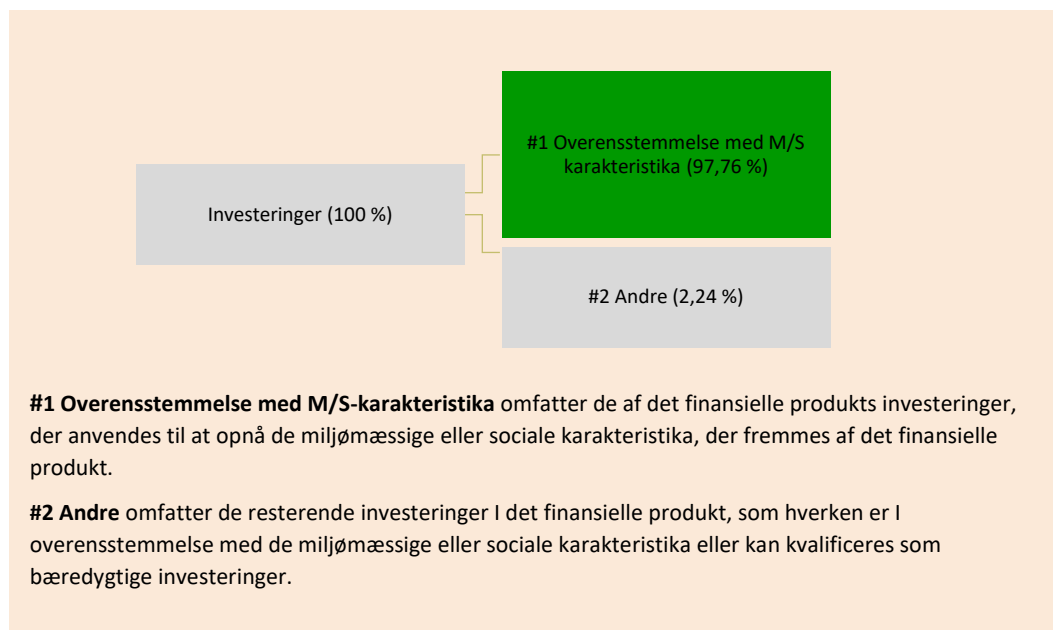 #1 Overensstemmelse med M/S
karakteristika (97,76 %)
Investeringer (100 %)
#2 Andre (2,24 %)
#1 Overensstemmelse med M/S-karakteristika omfatter de af det finansielle produkts investeringer,
der anvendes til at opnå de miljømæssige eller sociale karakteristika, der fremmes af det finansielle
produkt.
#2 Andre omfatter de resterende investeringer I det finansielle produkt, som hverken er I
overensstemmelse med de miljømæssige eller sociale karakteristika eller kan kvalificeres som
bæredygtige investeringer.